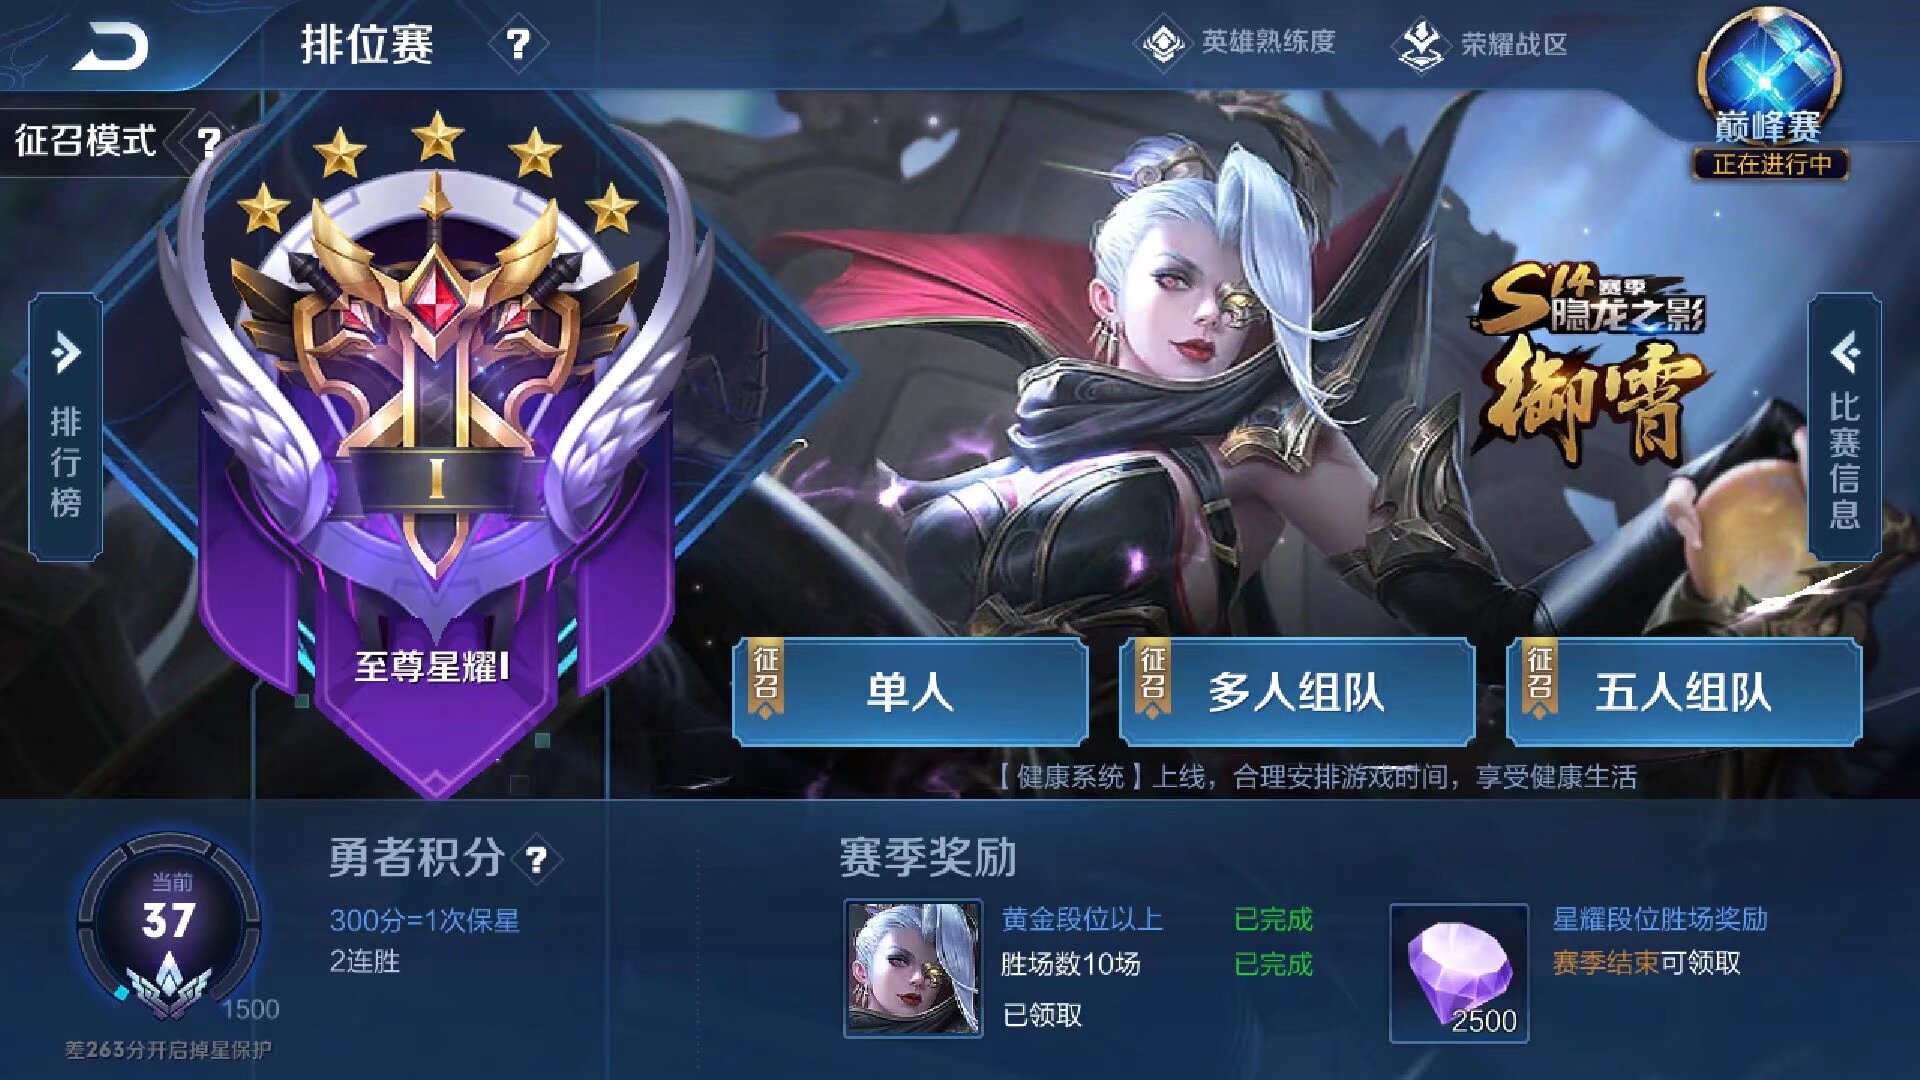 排位赛 ?
英雄熟练度
荣耀战区
巅峰赛
正在进行中
征召模式 ?
排行榜
I
至尊星耀I
S14赛季
隐龙之影
御霄
比赛信息
征召 单人
征召 多人组队
征召 五人组队
【健康系统】上线，合理安排游戏时间，享受健康生活
当前
37
1500
差263分开启掉星保护
勇者积分 ?
300分=1次保星
2连胜
赛季奖励
黄金段位以上 已完成
胜场数10场 已完成
已领取
2500
星耀段位胜场奖励
赛季结束可领取